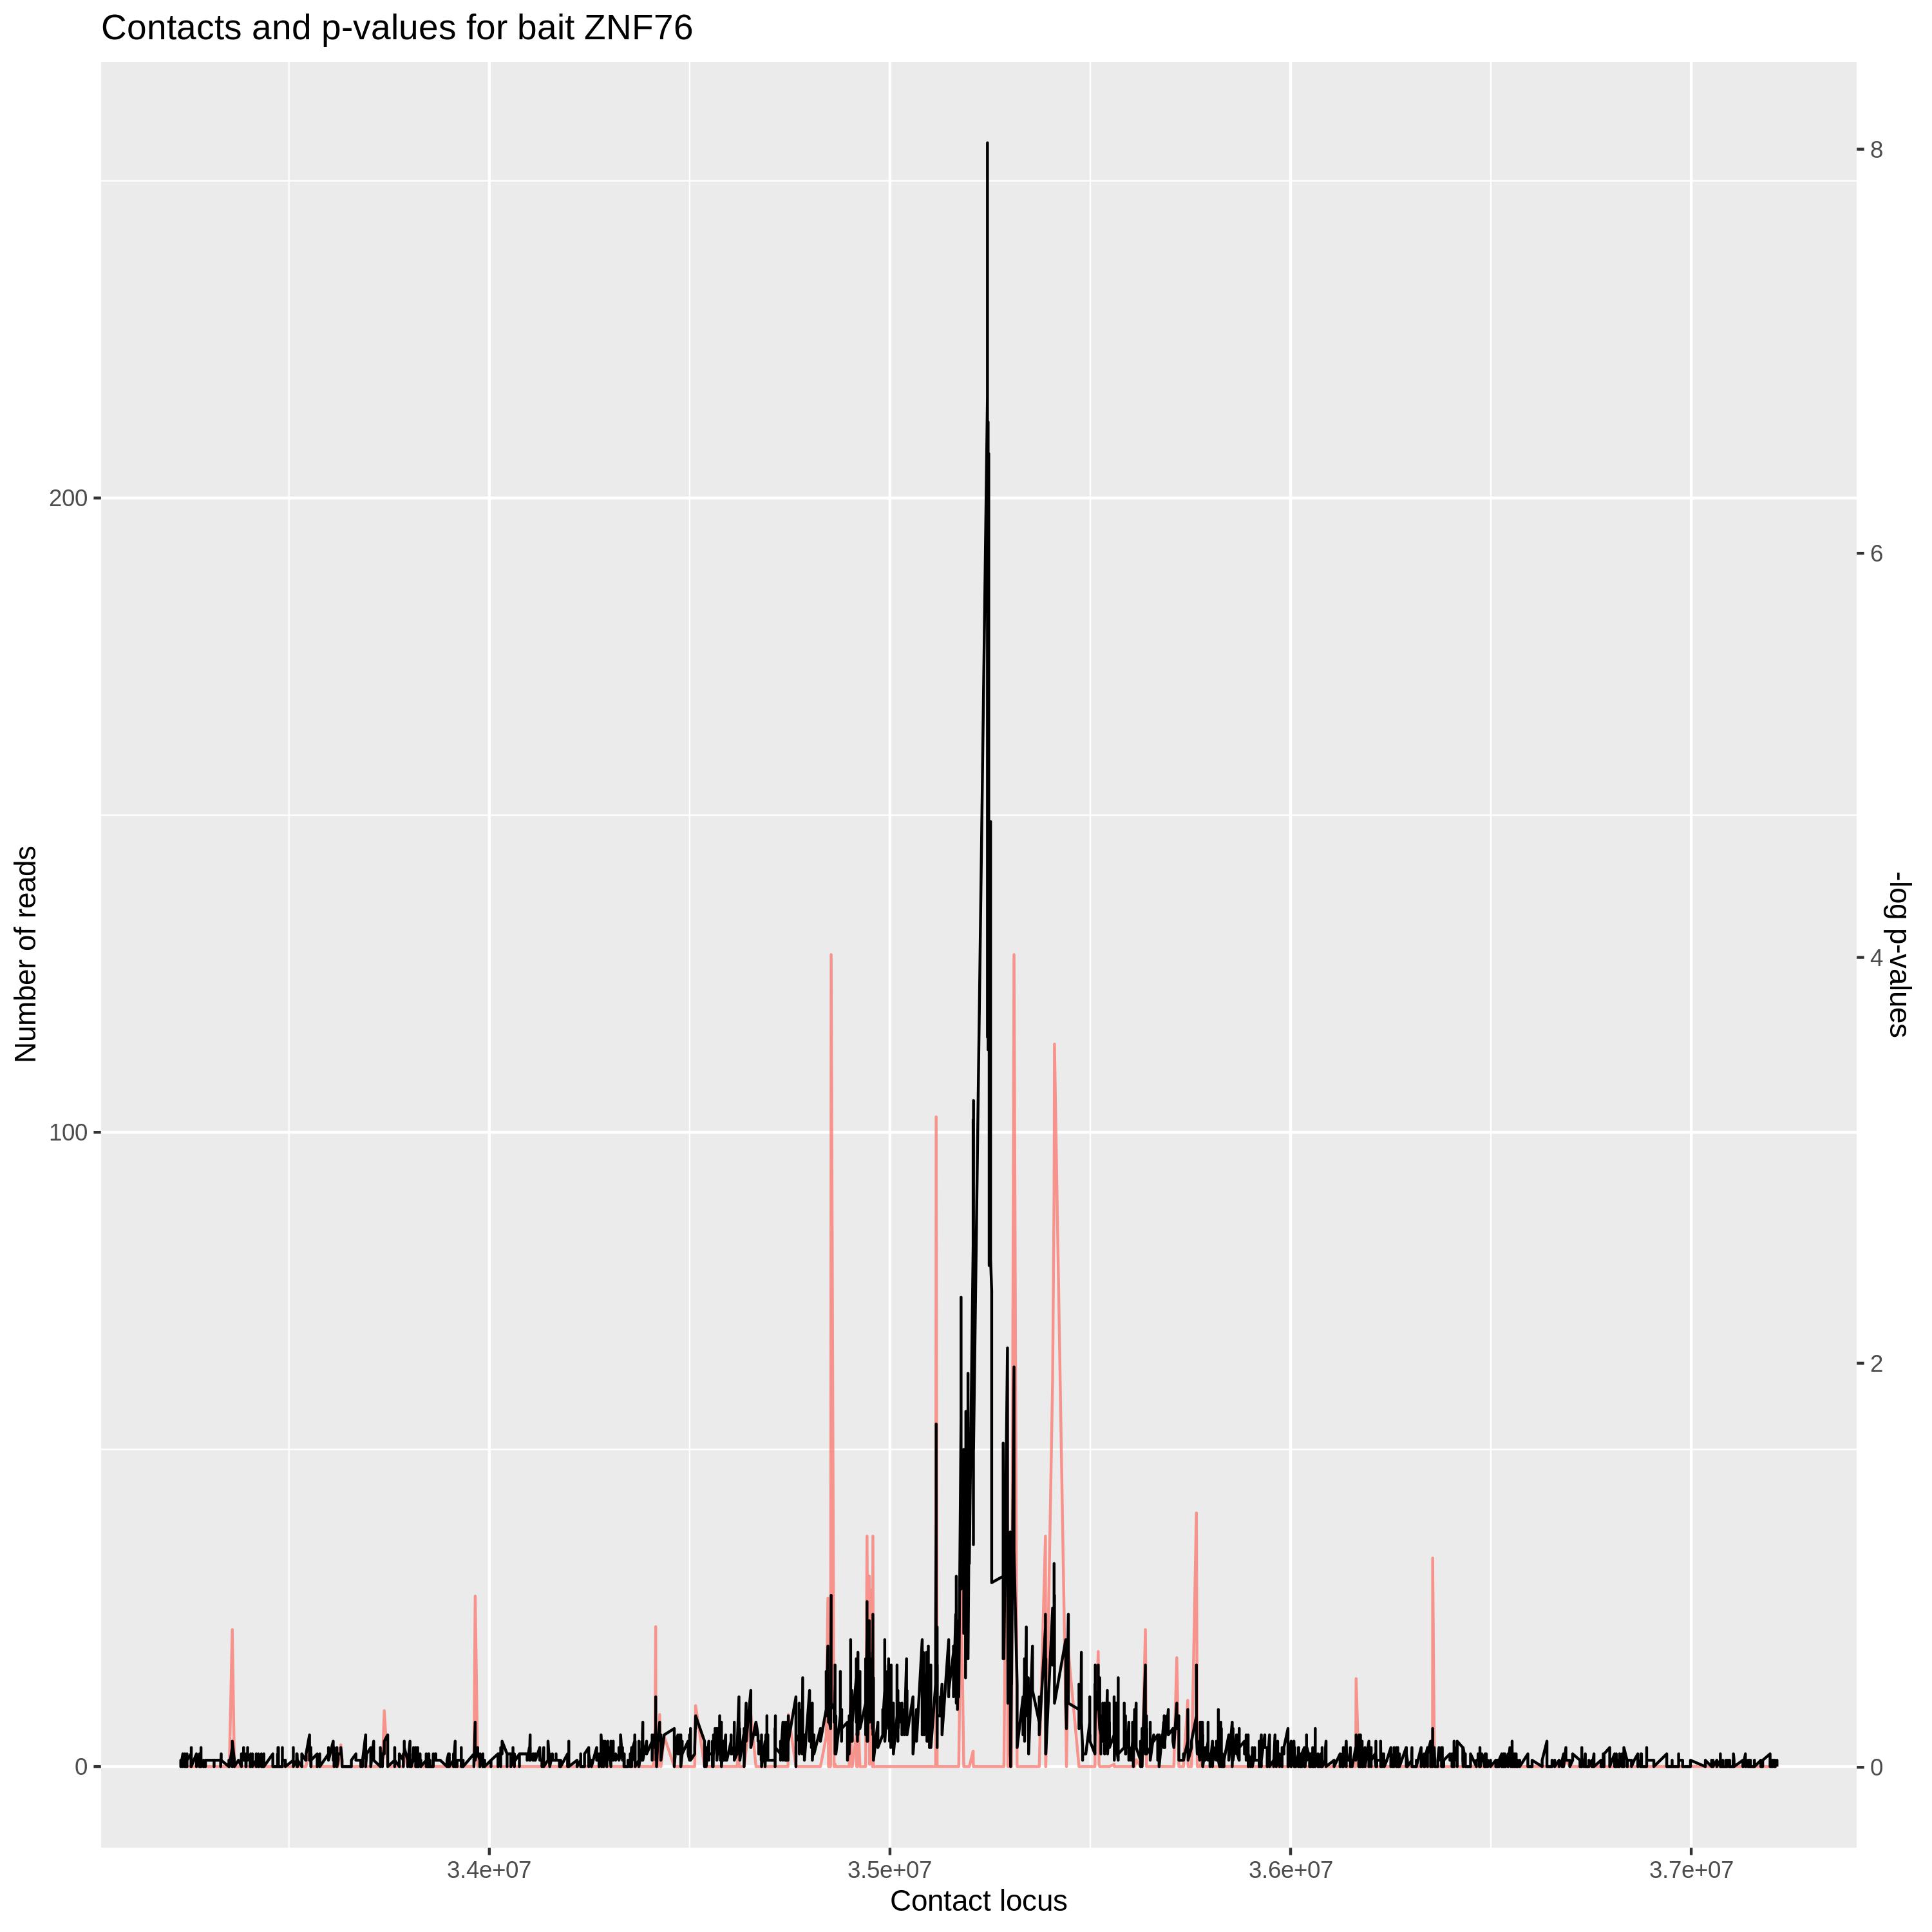 Contacts and p-values for bait ZNF76
Number of reads
200
100
0
8
6
4
2
0
-log p-values
3.4e+07
3.5e+07
3.6e+07
3.7e+07
Contact locus